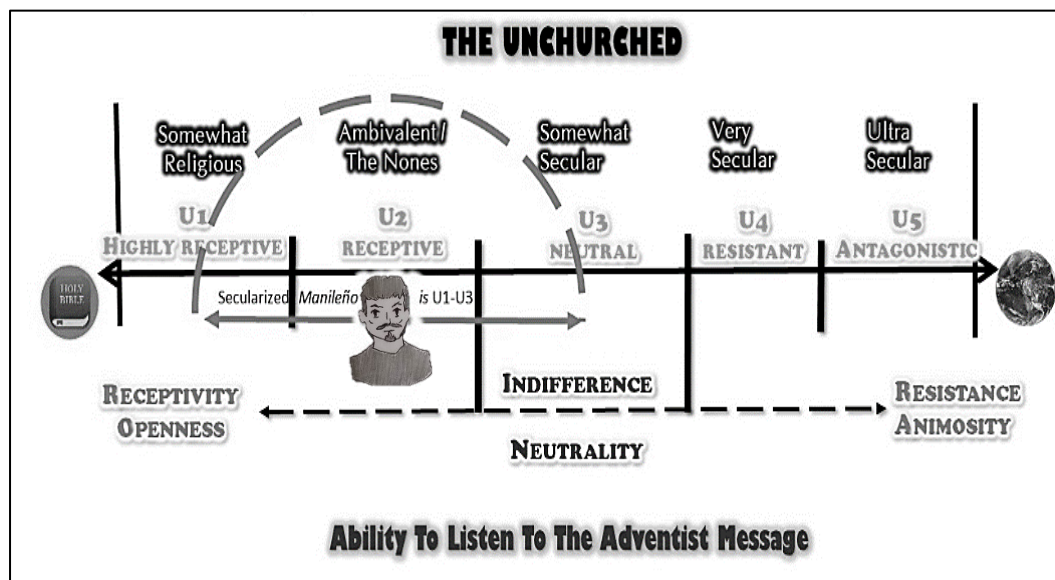 THE UNCHURCHED
Somewhat
Religious
Ambivalent/
The Nones
Somewhat
Secular
Very
Secular
Ultra
Secular
U1
HIGHLY RECEPTIVE
U2
RECEPTIVE
U3
NEUTRAL
U4
RESISTANT
U5
ANTAGONISTIC
HOLY
BIBLE
Secularized Manileño is U1-U3
RECEPTIVITY
OPENNESS
INDIFFERENCE
NEUTRALITY
RESISTANCE
ANIMOSITY
Ability To Listen To The Adventist Message